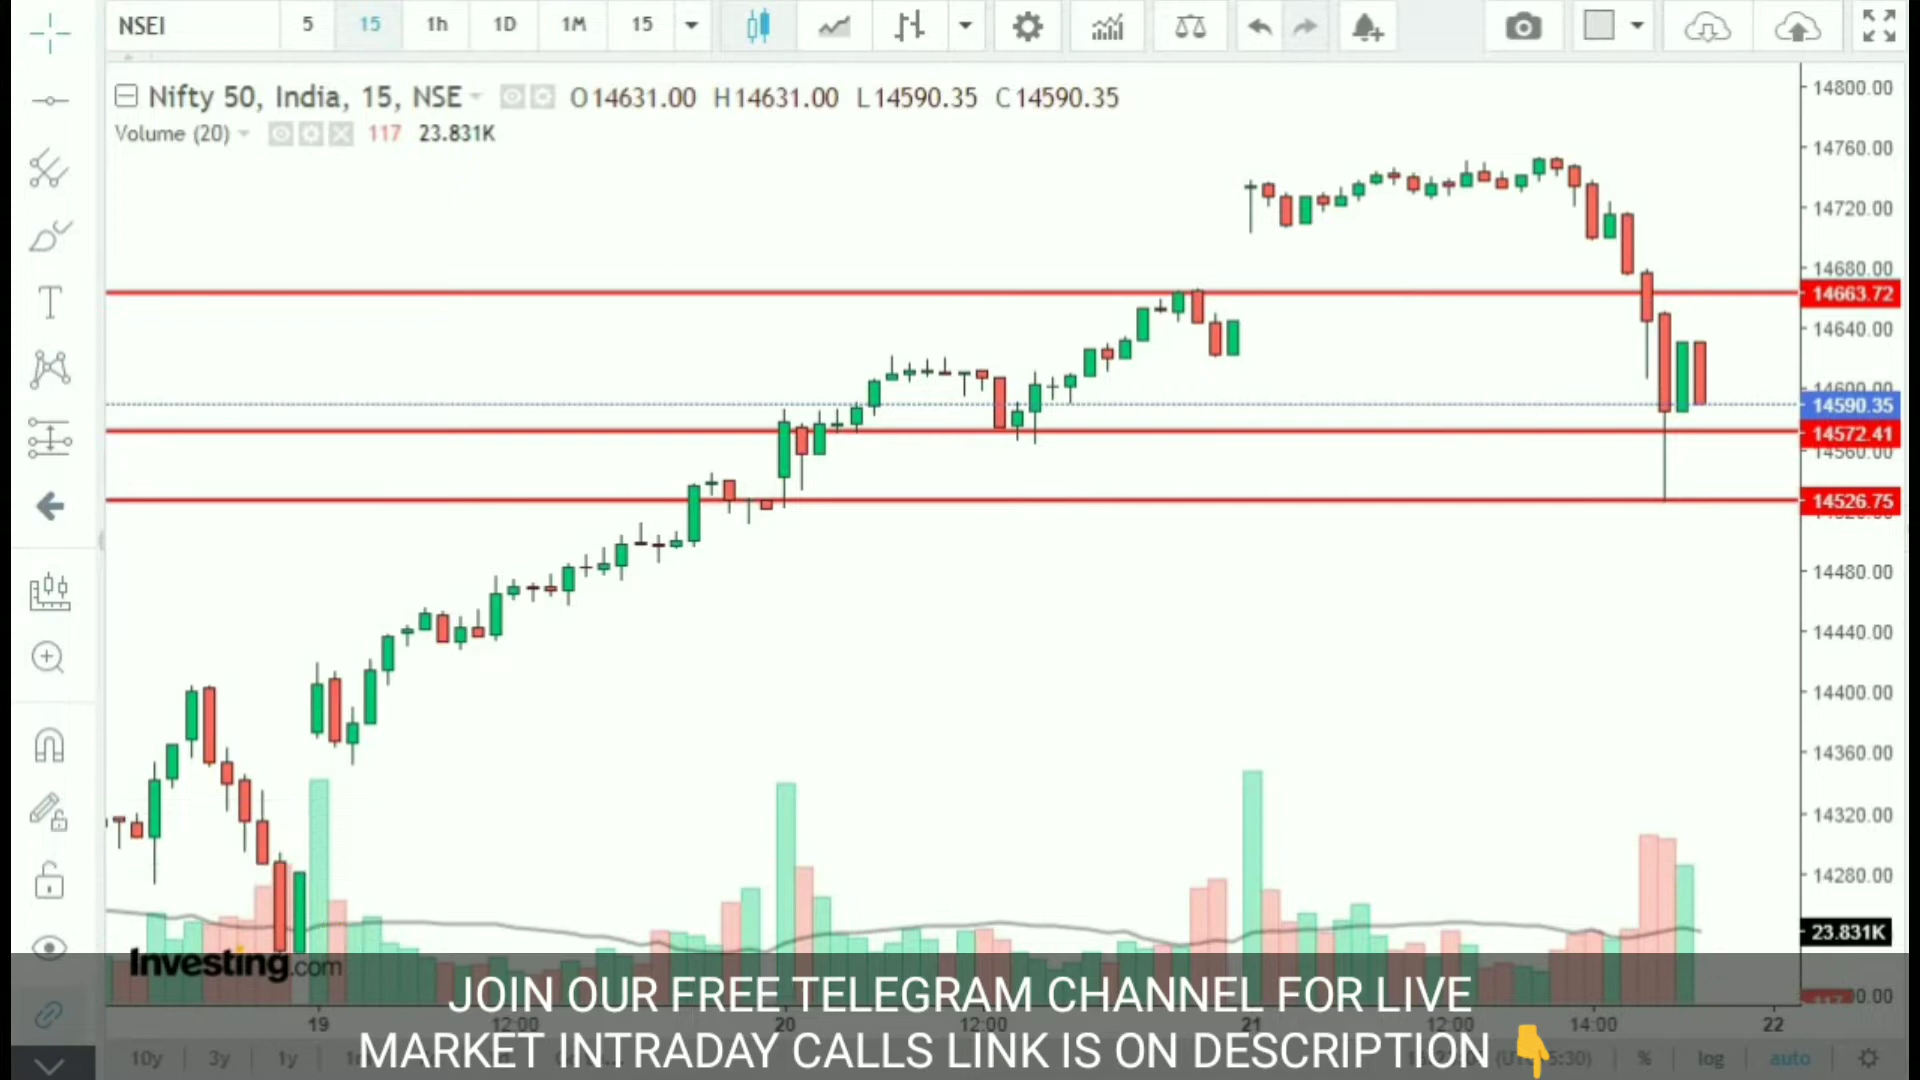 NSEI 5 15 1h 1D 1M 15
Nifty 50, India, 15, NSE O14631.00 H14631.00 L14590.35 C14590.35
Volume (20) 117 23.831K
14800.00
14760.00
14720.00
14680.00
14663.72
14640.00
14600.00
14590.35
14572.41
14560.00
14526.75
14480.00
14440.00
14400.00
14360.00
14320.00
14280.00
23.831K
Investing.com
JOIN OUR FREE TELEGRAM CHANNEL FOR LIVE
19 12:00 20 12:00 21 12:00 14:00 22
MARKET INTRADAY CALLS LINK IS ON DESCRIPTION 👇
10y 3y 1y % log auto